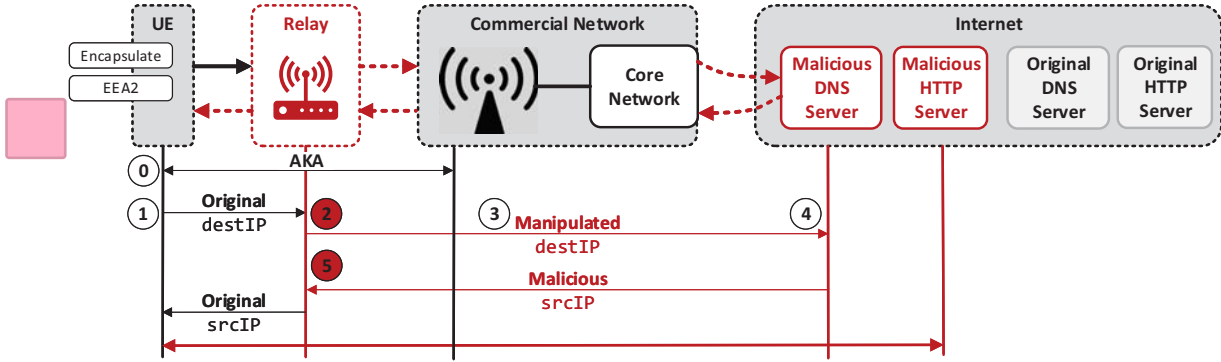 UE
Relay
Commercial Network
Internet
Encapsulate
EEA2
Core
Network
Malicious
DNS
Server
Malicious
HTTP
Server
Original
DNS
Server
Original
HTTP
Server
0
AKA
1
Original
destIP
2
3
Manipulated
destIP
4
5
Malicious
srcIP
Original
srcIP